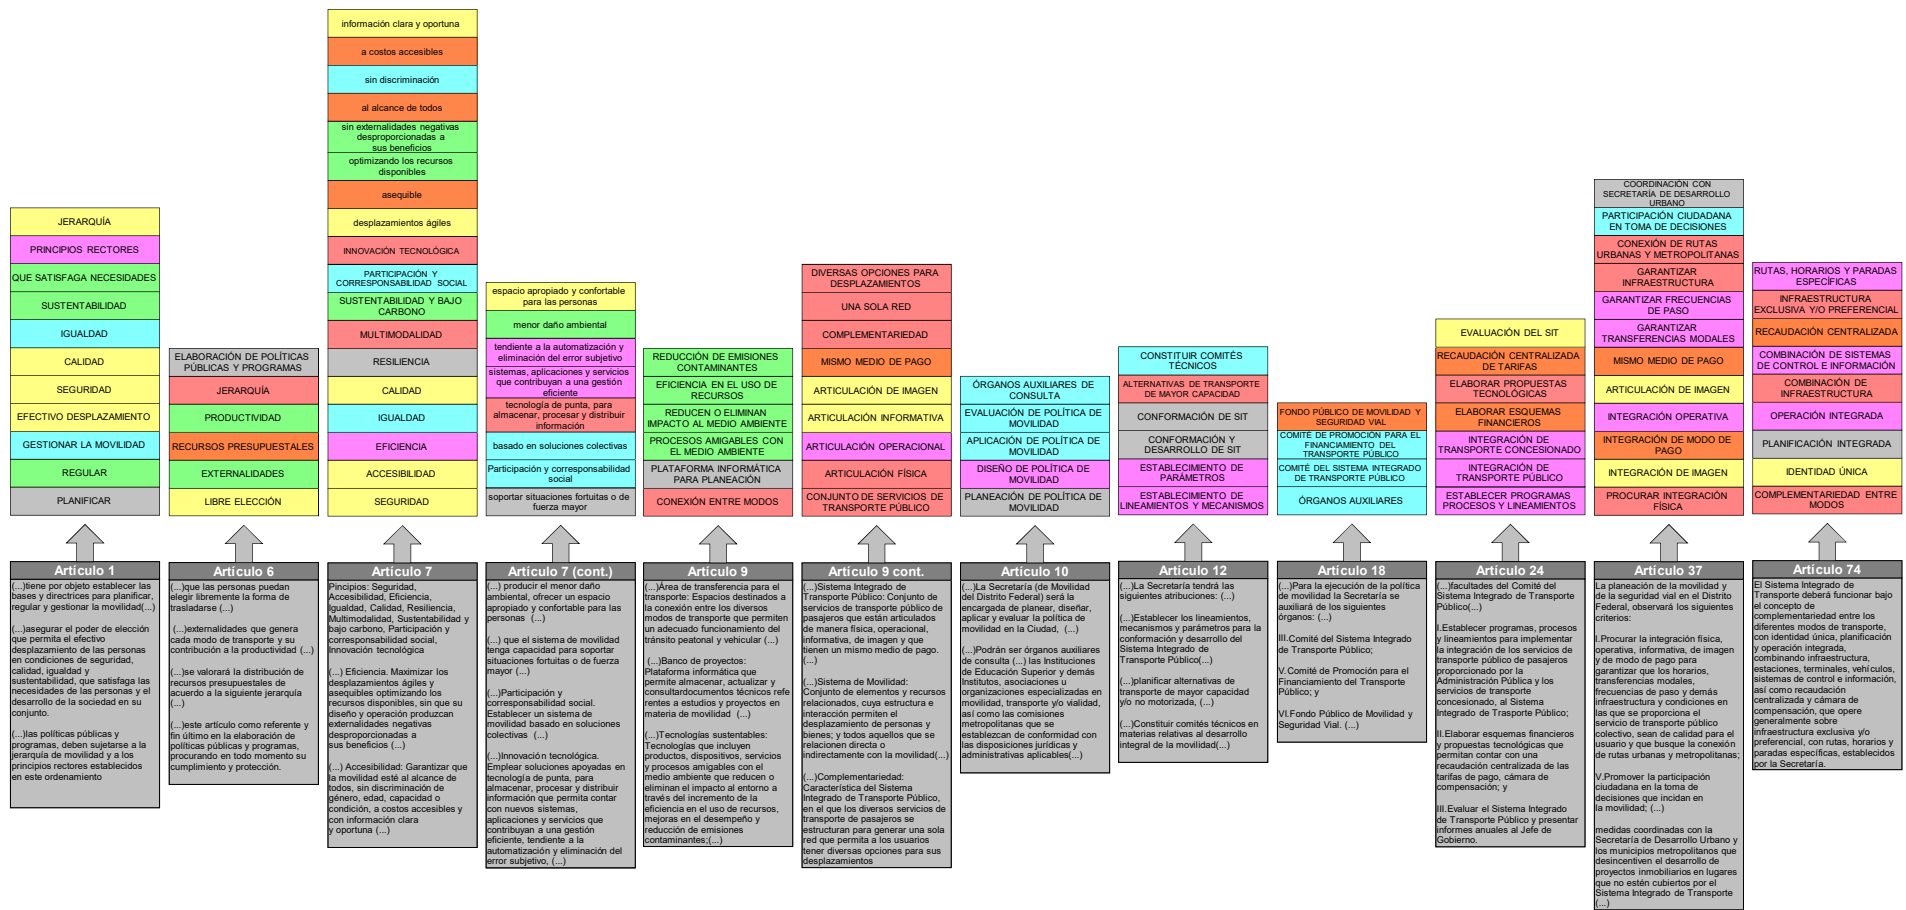 JERARQUÍA
PRINCIPIOS RECTORES
QUE SATISFAGA NECESIDADES
SUSTENTABILIDAD
IGUALDAD
CALIDAD
SEGURIDAD
EFECTIVO DESPLAZAMIENTO
GESTIONAR LA MOVILIDAD
REGULAR
PLANIFICAR
Artículo 1
(...)tiene por objeto establecer las
bases y directrices para planificar,
regular y gestionar la movilidad(...)
(...)asegurar el poder de elección
que permita el efectivo
desplazamiento de las personas
en condiciones de seguridad,
calidad, igualdad y
sustentabilidad, que satisfaga las
necesidades de las personas y el
desarrollo de la sociedad en su
conjunto.
(...)las políticas públicas y
programas, deben sujetarse a la
jerarquía de movilidad y a los
principios rectores establecidos
en este ordenamiento
ELABORACIÓN DE POLÍTICAS
PÚBLICAS Y PROGRAMAS
JERARQUÍA
PRODUCTIVIDAD
RECURSOS PRESUPUESTALES
EXTERNALIDADES
LIBRE ELECCIÓN
Artículo 6
(...)que las personas puedan
elegir libremente la forma de
trasladarse (...)
(...)externalidades que genera
cada modo de transporte y su
contribución a la productividad (...)
(...)se valorará la distribución de
recursos presupuestales de
acuerdo a la siguiente jerarquía
(...)
(...)este artículo como referente y
fin último en la elaboración de
políticas públicas y programas,
procurando en todo momento su
cumplimiento y protección.
información clara y oportuna
a costos accesibles
sin discriminación
al alcance de todos
sin externalidades negativas
desproporcionadas a
sus beneficios
optimizando los recursos
disponibles
asequible
desplazamientos ágiles
INNOVACIÓN TECNOLÓGICA
PARTICIPACIÓN Y
CORRESPONSABILIDAD SOCIAL
SUSTENTABILIDAD Y BAJO
CARBONO
MULTIMODALIDAD
RESILIENCIA
CALIDAD
IGUALDAD
EFICIENCIA
ACCESIBILIDAD
SEGURIDAD
Artículo 7
Pincipios: Seguridad,
Accesibilidad, Eficiencia,
Igualdad, Calidad, Resiliencia,
Multimodalidad, Sustentabilidad y
bajo carbono, Participación y
corresponsabilidad social,
Innovación tecnológica
(...) Eficiencia. Maximizar los
desplazamientos ágiles y
asequibles optimizando los
recursos disponibles, sin que su
diseño y operación produzcan
externalidades negativas
desproporcionadas a
sus beneficios (...)
(...) Accesibilidad: Garantizar que
la movilidad esté al alcance de
todos, sin discriminación de
género, edad, capacidad o
condición, a costos accesibles y
con información clara
y oportuna (...)
espacio apropiado y confortable
para las personas
menor daño ambiental
tendiente a la automatización y
eliminación del error subjetivo
sistemas, aplicaciones y servicios
que contribuyan a una gestión
eficiente
tecnología de punta, para
almacenar, procesar y distribuir
información
basado en soluciones colectivas
Participación y corresponsabilidad
social
soportar situaciones fortuitas o de
fuerza mayor
Artículo 7 (cont.)
(...) producir el menor daño
ambiental, ofrecer un espacio
apropiado y confortable para las
personas (...)
(...) que el sistema de movilidad
tenga capacidad para soportar
situaciones fortuitas o de fuerza
mayor (...)
(...)Participación y
corresponsabilidad social.
Establecer un sistema de
movilidad basado en soluciones
colectivas (...)
(...)Innovación tecnológica.
Emplear soluciones apoyadas en
tecnología de punta, para
almacenar, procesar y distribuir
información que permita contar
con nuevos sistemas,
aplicaciones y servicios que
contribuyan a una gestión
eficiente, tendiente a la
automatización y eliminación del
error subjetivo, (...)
REDUCCIÓN DE EMISIONES
CONTAMINANTES
EFICIENCIA EN EL USO DE
RECURSOS
REDUCEN O ELIMINAN
IMPACTO AL MEDIO AMBIENTE
PROCESOS AMIGABLES CON
EL MEDIO AMBIENTE
PLATAFORMA INFORMÁTICA
PARA PLANEACIÓN
CONEXIÓN ENTRE MODOS
Artículo 9
(...)Área de transferencia para el
transporte: Espacios destinados a
la conexión entre los diversos
modos de transporte que permiten
un adecuado funcionamiento del
tránsito peatonal y vehicular (...)
(...)Banco de proyectos:
Plataforma informática que
permite almacenar, actualizar y
consultardocumentos técnicos refe
rentes a estudios y proyectos en
materia de movilidad (...)
(...)Tecnologías sustentables:
Tecnologías que incluyen
productos, dispositivos, servicios
y procesos amigables con el
medio ambiente que reducen o
eliminan el impacto al entorno a
través del incremento de la
eficiencia en el uso de recursos,
mejoras en el desempeño y
reducción de emisiones
contaminantes;(...)
DIVERSAS OPCIONES PARA
DESPLAZAMIENTOS
UNA SOLA RED
COMPLEMENTARIEDAD
MISMO MEDIO DE PAGO
ARTICULACIÓN DE IMAGEN
ARTICULACIÓN INFORMATIVA
ARTICULACIÓN OPERACIONAL
ARTICULACIÓN FÍSICA
CONJUNTO DE SERVICIOS DE
TRANSPORTE PÚBLICO
Artículo 9 cont.
(...)Sistema Integrado de
Transporte Público: Conjunto de
servicios de transporte público de
pasajeros que están articulados
de manera física, operacional,
informativa, de imagen y que
tienen un mismo medio de pago.
(...)
(...)Sistema de Movilidad:
Conjunto de elementos y recursos
relacionados, cuya estructura e
interacción permiten el
desplazamiento de personas y
bienes; y todos aquellos que se
relacionen directa o
indirectamente con la movilidad(...)
(...)Complementariedad:
Característica del Sistema
Integrado de Transporte Público,
en el que los diversos servicios de
transporte de pasajeros se
estructuran para generar una sola
red que permita a los usuarios
tener diversas opciones para sus
desplazamientos
ÓRGANOS AUXILIARES DE
CONSULTA
EVALUACIÓN DE POLÍTICA DE
MOVILIDAD
APLICACIÓN DE POLÍTICA DE
MOVILIDAD
DISEÑO DE POLÍTICA DE
MOVILIDAD
PLANEACIÓN DE POLÍTICA DE
MOVILIDAD
Artículo 10
(...)La Secretaría (de Movilidad
del Distrito Federal) será la
encargada de planear, diseñar,
aplicar y evaluar la política de
movilidad en la Ciudad, (...)
(...)Podrán ser órganos auxiliares
de consulta (...) las Instituciones
de Educación Superior y demás
Institutos, asociaciones u
organizaciones especializadas en
movilidad, transporte y/o vialidad,
así como las comisiones
metropolitanas que se
establezcan de conformidad con
las disposiciones jurídicas y
administrativas aplicables(...)
CONSTITUIR COMITÉS
TÉCNICOS
ALTERNATIVAS DE TRANSPORTE
DE MAYOR CAPACIDAD
CONFORMACIÓN DE SIT
CONFORMACIÓN Y
DESARROLLO DE SIT
ESTABLECIMIENTO DE
PARÁMETROS
ESTABLECIMIENTO DE
LINEAMIENTOS Y MECANISMOS
Artículo 12
(...)La Secretaría tendrá las
siguientes atribuciones: (...)
(...)Establecer los lineamientos,
mecanismos y parámetros para la
conformación y desarrollo del
Sistema Integrado de
Transporte Público(...)
(...)planificar alternativas de
transporte de mayor capacidad
y/o no motorizada, (...)
(...)Constituir comités técnicos en
materias relativas al desarrollo
integral de la movilidad(...)
FONDO PÚBLICO DE MOVILIDAD Y
SEGURIDAD VIAL
COMITÉ DE PROMOCIÓN PARA EL
FINANCIAMIENTO DEL
TRANSPORTE PÚBLICO
COMITÉ DEL SISTEMA INTEGRADO
DE TRANSPORTE PÚBLICO
ÓRGANOS AUXILIARES
Artículo 18
(...)Para la ejecución de la política
de movilidad la Secretaría se
auxiliará de los siguientes
órganos: (...)
III.Comité del Sistema Integrado
de Transporte Público;
V.Comité de Promoción para el
Financiamiento del Transporte
Público; y
VI.Fondo Público de Movilidad y
Seguridad Vial. (...)
EVALUACIÓN DEL SIT
RECAUDACIÓN CENTRALIZADA
DE TARIFAS
ELABORAR PROPUESTAS
TECNOLÓGICAS
ELABORAR ESQUEMAS
FINANCIEROS
INTEGRACIÓN DE
TRANSPORTE CONCESIONADO
INTEGRACIÓN DE
TRANSPORTE PÚBLICO
ESTABLECER PROGRAMAS
PROCESOS Y LINEAMIENTOS
Artículo 24
(...)facultades del Comité del
Sistema Integrado de Transporte
Público(...)
I.Establecer programas, procesos
y lineamientos para implementar
la integración de los servicios de
transporte público de pasajeros
proporcionado por la
Administración Pública y los
servicios de transporte
concesionado, al Sistema
Integrado de Transporte Público;
II.Elaborar esquemas financieros
y propuestas tecnológicas que
permitan contar con una
recaudación centralizada de las
tarifas de pago, cámara de
compensación; y
III.Evaluar el Sistema Integrado
de Transporte Público y presentar
informes anuales al Jefe de
Gobierno.
COORDINACIÓN CON
SECRETARÍA DE DESARROLLO
URBANO
PARTICIPACIÓN CIUDADANA
EN TOMA DE DECISIONES
CONEXIÓN DE RUTAS
URBANAS Y METROPOLITANAS
GARANTIZAR
INFRAESTRUCTURA
GARANTIZAR FRECUENCIAS
DE PASO
GARANTIZAR
TRANSFERENCIAS MODALES
MISMO MEDIO DE PAGO
ARTICULACIÓN DE IMAGEN
INTEGRACIÓN OPERATIVA
INTEGRACIÓN DE MODO DE
PAGO
INTEGRACIÓN DE IMAGEN
PROCURAR INTEGRACIÓN
FÍSICA
Artículo 37
La planeación de la movilidad y
de la seguridad vial en el Distrito
Federal, observará los siguientes
criterios:
I.Procurar la integración física,
operativa, informativa, de imagen
y de modo de pago para
garantizar que los horarios,
transferencias modales,
frecuencias de paso y demás
infraestructura y condiciones en
las que se proporciona el
servicio de transporte público
colectivo, sean de calidad para el
usuario y que busque la conexión
de rutas urbanas y metropolitanas;
V.Promover la participación
ciudadana en la toma de
decisiones que incidan en
la movilidad; (...)
medidas coordinadas con la
Secretaría de Desarrollo Urbano y
los municipios metropolitanos que
desincentiven el desarrollo de
proyectos inmobiliarios en lugares
que no estén cubiertos por el
Sistema Integrado de Transporte
(...)
RUTAS, HORARIOS Y PARADAS
ESPECÍFICAS
INFRAESTRUCTURA
EXCLUSIVA Y/O PREFERENCIAL
RECAUDACIÓN CENTRALIZADA
COMBINACIÓN DE SISTEMAS
DE CONTROL E INFORMACIÓN
COMBINACIÓN DE
INFRAESTRUCTURA
OPERACIÓN INTEGRADA
PLANIFICACIÓN INTEGRADA
IDENTIDAD ÚNICA
COMPLEMENTARIEDAD ENTRE
MODOS
Artículo 74
El Sistema Integrado de
Transporte deberá funcionar bajo
el concepto de
complementariedad entre los
diferentes modos de transporte,
con identidad única, planificación
y operación integrada,
combinando infraestructura,
estaciones, terminales, vehículos,
sistemas de control e información,
así como recaudación
centralizada y cámara de
compensación, que opere
generalmente sobre
infraestructura exclusiva y/o
preferencial, con rutas, horarios y
paradas específicas, establecidos
por la Secretaría.